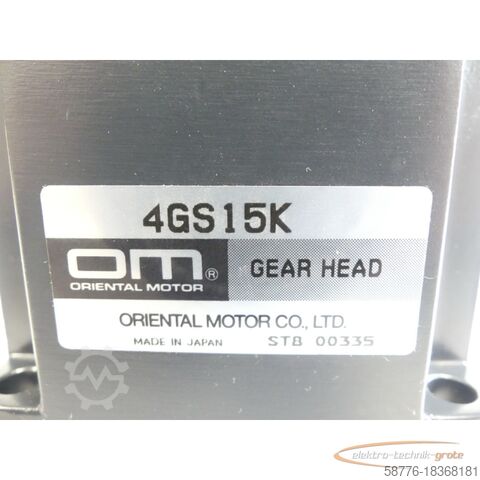 4GS15K
om®
ORIENTAL MOTOR
GEAR HEAD
ORIENTAL MOTOR CO., LTD.
MADE IN JAPAN ST8 00335
elektro-technik-grote
58776-18368181